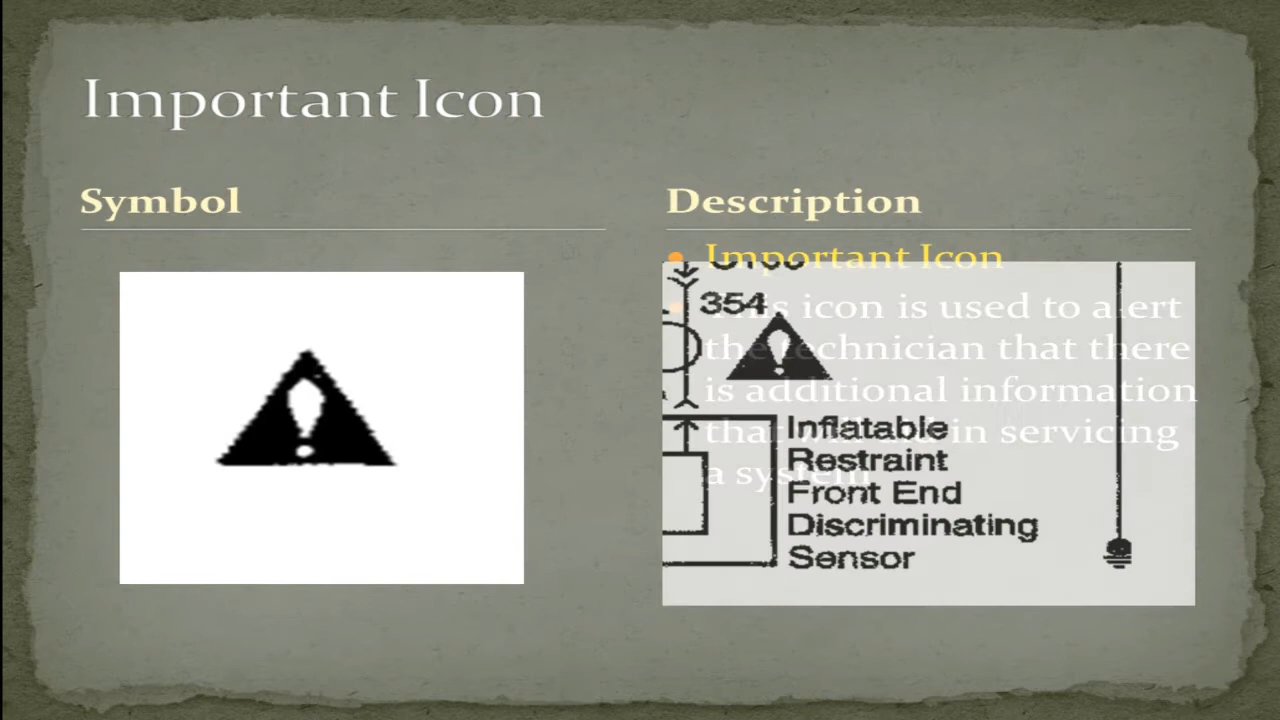 Important Icon
Symbol
Description
Important Icon
This icon is used to alert
the technician that there
is additional information
that will aid in servicing
a system
354
Inflatable
Restraint
Front End
Discriminating
Sensor